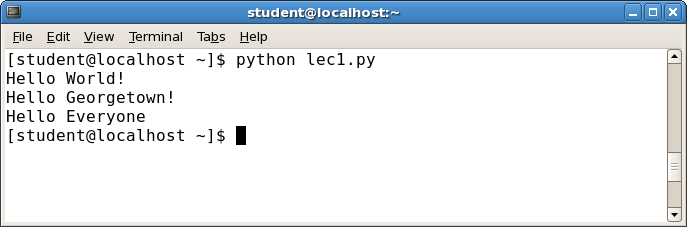 student@localhost:~
File Edit View Terminal Tabs Help
[student@localhost ~]$ python lec1.py
Hello World!
Hello Georgetown!
Hello Everyone
[student@localhost ~]$